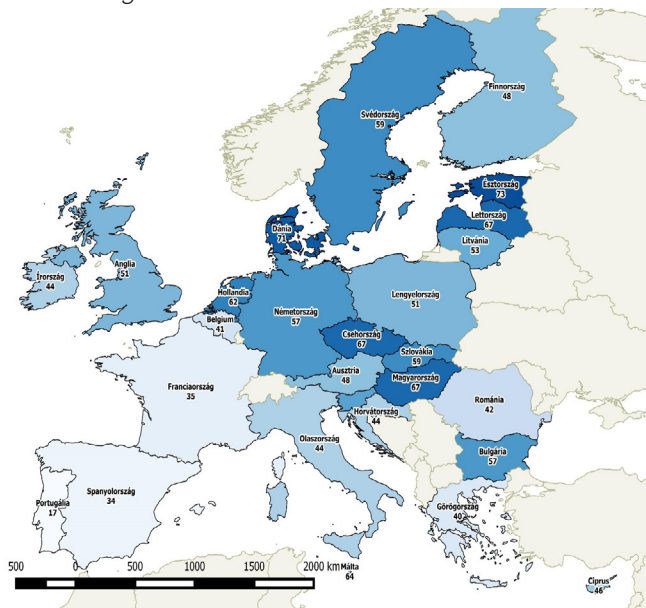 Finnország
48
Svédország
59
Észtország
73
Lettország
67
Dánia
71
Litvánia
53
Anglia
51
Írország
44
Hollandia
62
Németország
57
Lengyelország
51
Belgium
41
Csehország
67
Szlovákia
59
Ausztria
48
Magyarország
67
Franciaország
35
Románia
42
Horvátország
44
Olaszország
44
Bulgária
57
Spanyolország
34
Portugália
17
Görögország
40
Málta
64
Ciprus
46
500 0 500 1000 1500 2000 km